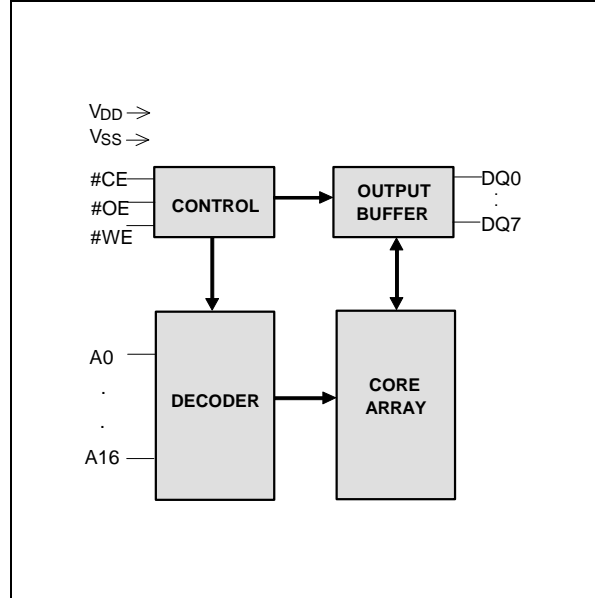 VDD
VSS
#CE
#OE
#WE
CONTROL
OUTPUT
BUFFER
DQ0
:
DQ7
A0
.
.
A16
DECODER
CORE
ARRAY